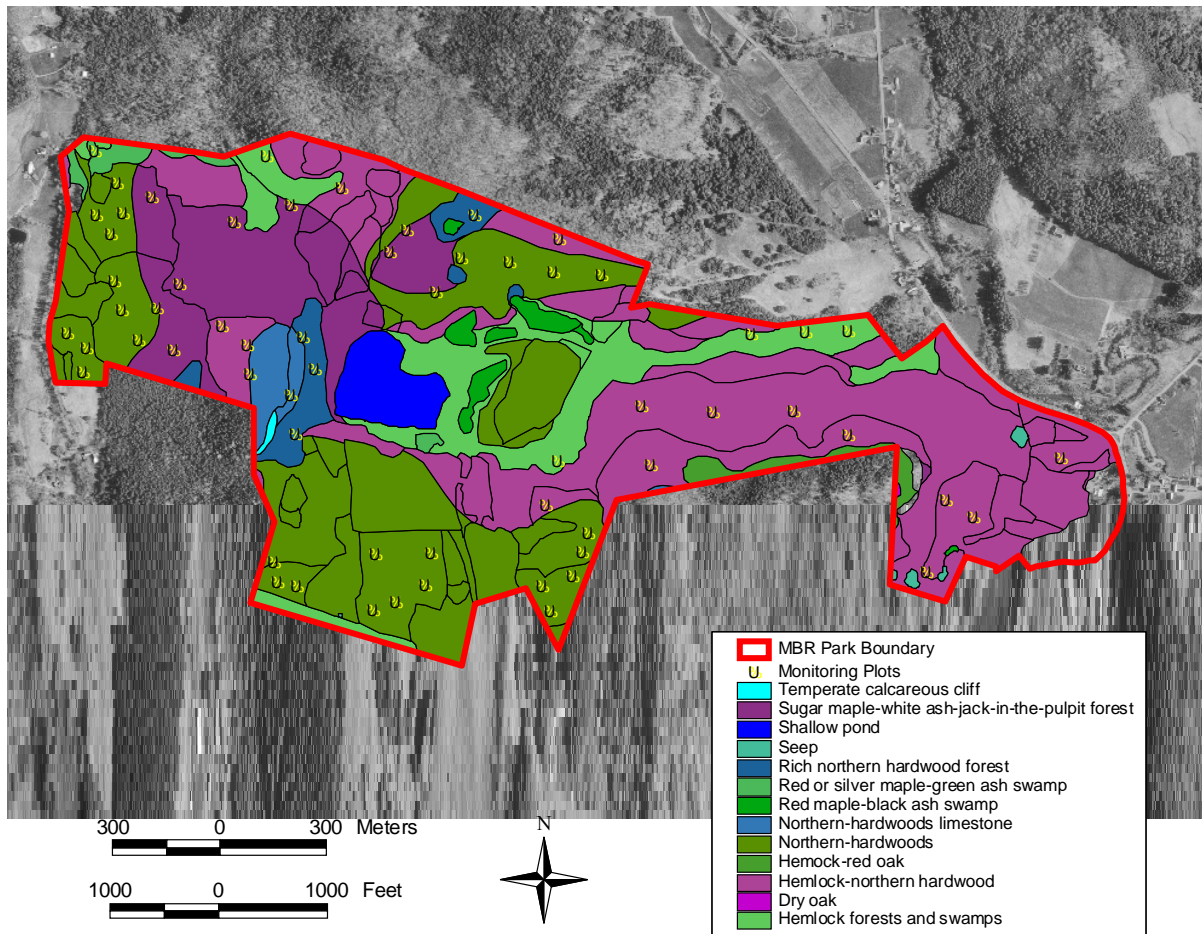 MBR Park Boundary
Monitoring Plots
Temperate calcareous cliff
Sugar maple-white ash-jack-in-the-pulpit forest
Shallow pond
Seep
Rich northern hardwood forest
Red or silver maple-green ash swamp
Red maple-black ash swamp
Northern-hardwoods limestone
Northern-hardwoods
Hemock-red oak
Hemlock-northern hardwood
Dry oak
Hemlock forests and swamps
300 0 300 Meters
N
1000 0 1000 Feet